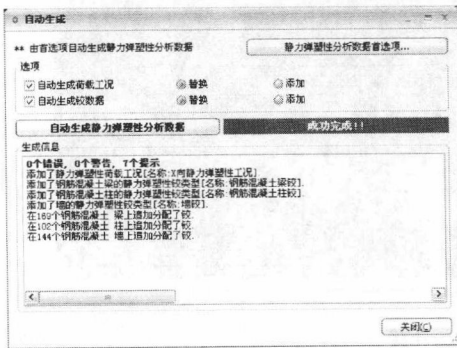 自动生成
** 由首选项自动生成静力弹塑性分析数据
静力弹塑性分析数据首选项...
选项
自动生成荷载工况 替换 添加
自动生成铰数据 替换 添加
自动生成静力弹塑性分析数据 成功完成!!
生成信息
0个错误, 0个警告, 7个提示
添加了静力弹塑性荷载工况[名称:X向静力弹塑性工况]
添加了钢筋混凝土梁的静力弹塑性铰类型[名称:钢筋混凝土梁铰].
添加了钢筋混凝土柱的静力弹塑性铰类型[名称:钢筋混凝土柱铰].
添加了墙的静力弹塑性铰类型[名称:墙铰].
在169个钢筋混凝土 梁上追加分配了铰.
在102个钢筋混凝土 柱上追加分配了铰.
在144个钢筋混凝土 墙上追加分配了铰.
关闭(C)